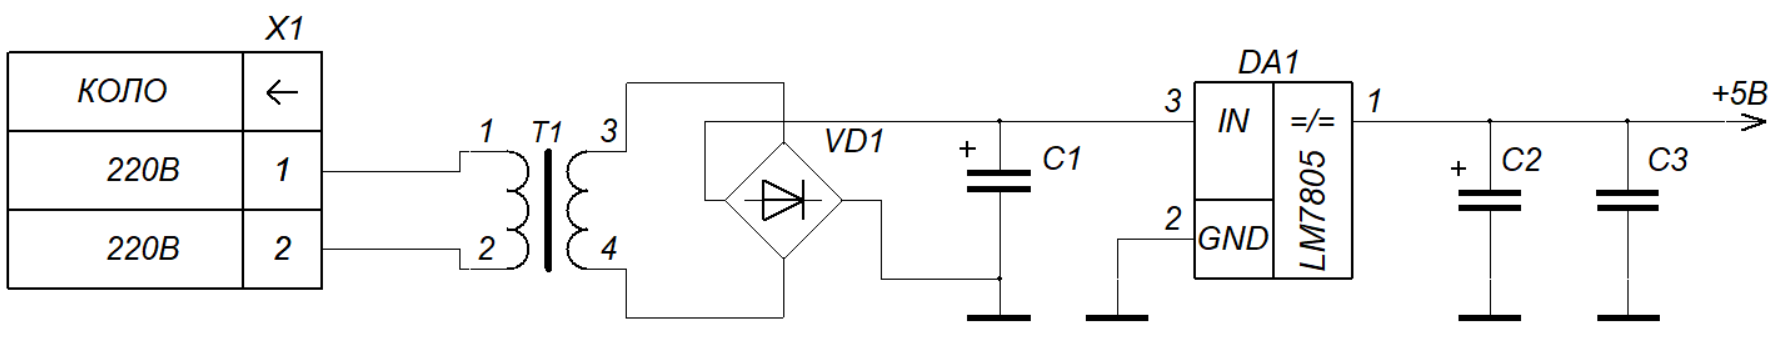 X1
КОЛО
220В 1
220В 2
1 T1 3
2 4
VD1
+ C1
DA1
3 IN =/= 1
2 GND
LM7805
+ C2
C3
+5В